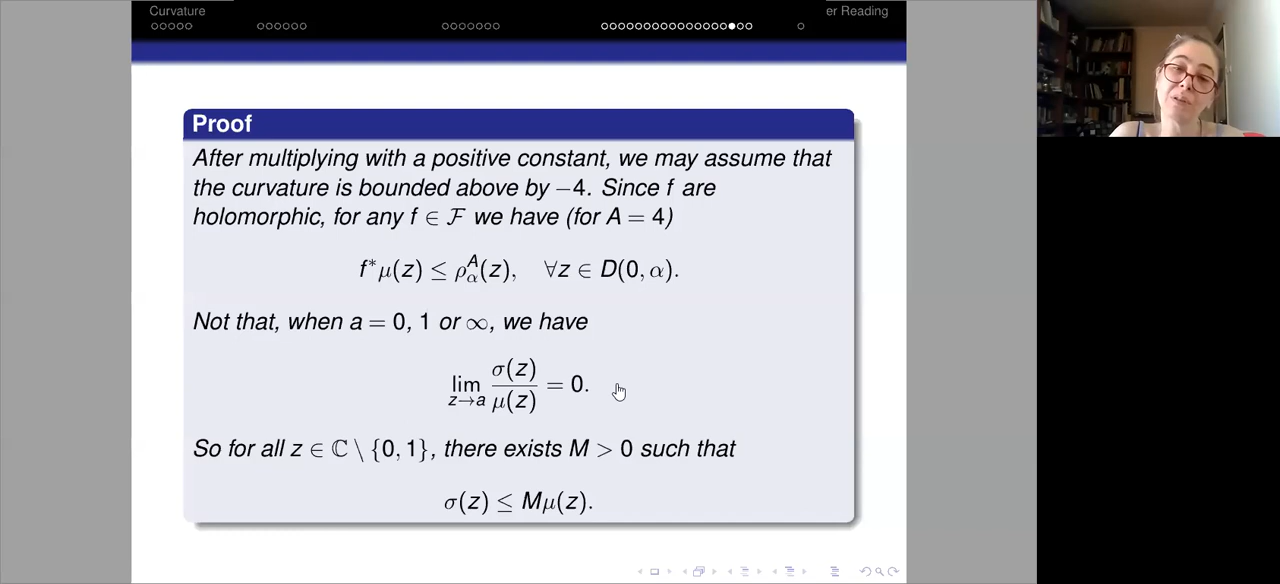 Curvature
er Reading
Proof
After multiplying with a positive constant, we may assume that
the curvature is bounded above by −4. Since f are
holomorphic, for any f ∈ ℱ we have (for A = 4)
f*μ(z) ≤ ρ_α^A(z), ∀z ∈ D(0, α).
Not that, when a = 0, 1 or ∞, we have
lim_{z→a} σ(z)/μ(z) = 0.
So for all z ∈ ℂ \ {0, 1}, there exists M > 0 such that
σ(z) ≤ Mμ(z).